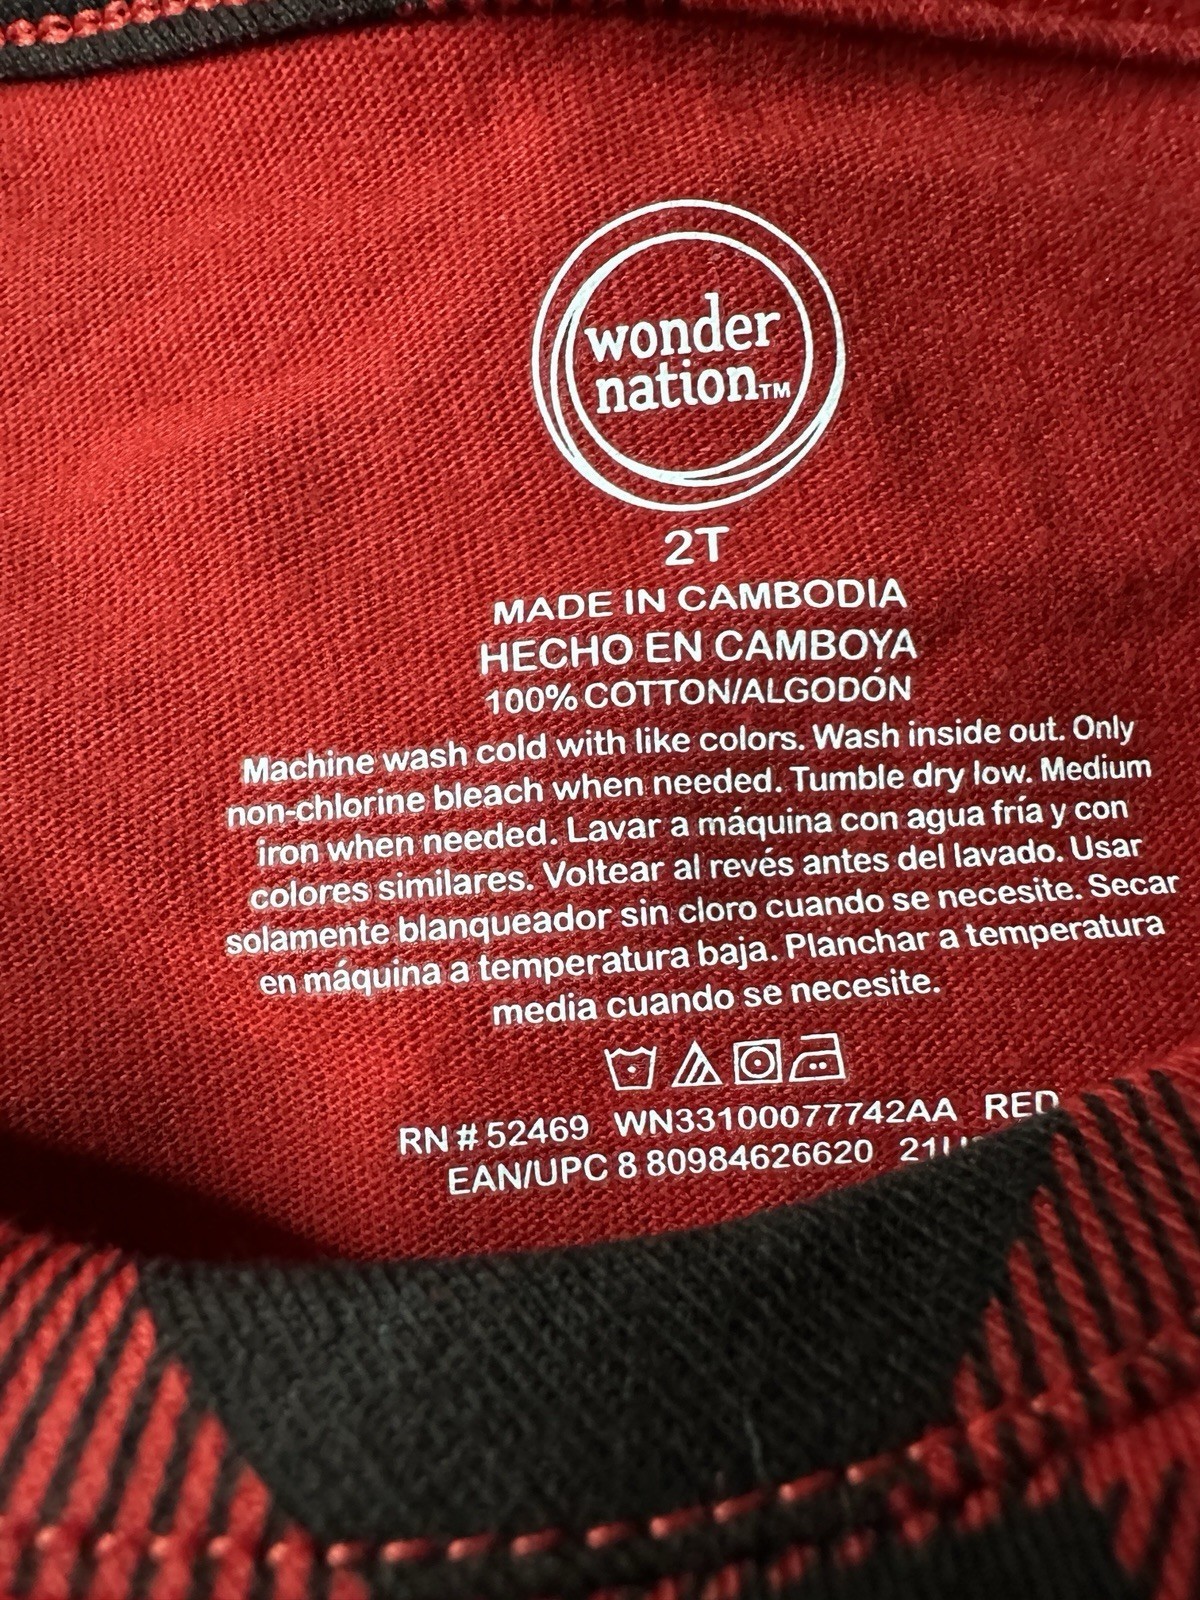 wonder
nation™
2T
MADE IN CAMBODIA
HECHO EN CAMBOYA
100% COTTON/ALGODÓN
Machine wash cold with like colors. Wash inside out. Only
non-chlorine bleach when needed. Tumble dry low. Medium
iron when needed. Lavar a máquina con agua fría y con
colores similares. Voltear al revés antes del lavado. Usar
solamente blanqueador sin cloro cuando se necesite. Secar
en máquina a temperatura baja. Planchar a temperatura
media cuando se necesite.
RN # 52469 WN33100077742AA RED
EAN/UPC 8 80984626620